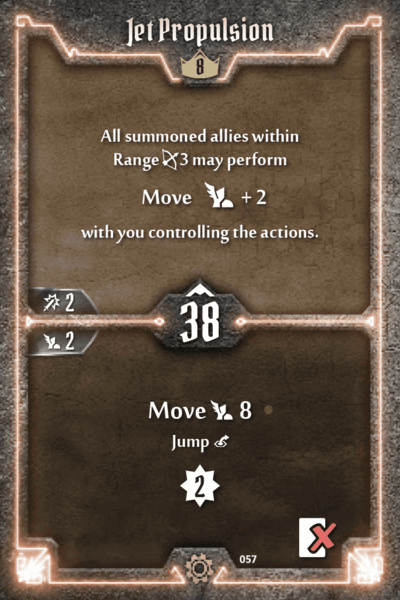 Jet Propulsion
8
All summoned allies within
Range 3 may perform
Move + 2
with you controlling the actions.
2
38
2
Move 8
Jump
2
057